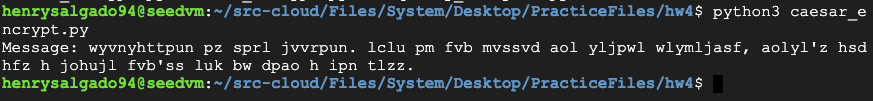 henrysalgado94@seedvm:~/src-cloud/Files/System/Desktop/PracticeFiles/hw4$ python3 caesar_e
ncrypt.py
Message: wyvnyhttpun pz sprl jvvrpun. lclu pm fvb mvssvd aol yljpwl wlymljasf, aolyl'z hsd
hfz h johujl fvb'ss luk bw dpao h ipn tlzz.
henrysalgado94@seedvm:~/src-cloud/Files/System/Desktop/PracticeFiles/hw4$